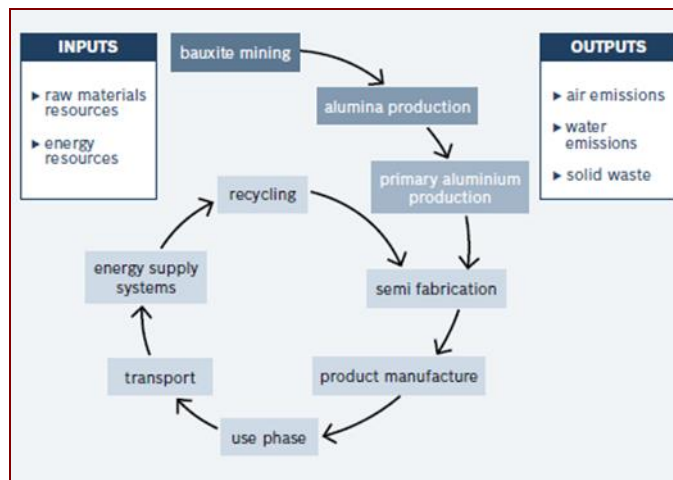 INPUTS
▸ raw materials
resources
▸ energy
resources
bauxite mining
alumina production
primary aluminium
production
OUTPUTS
▸ air emissions
▸ water
emissions
▸ solid waste
recycling
energy supply
systems
semi fabrication
transport
product manufacture
use phase